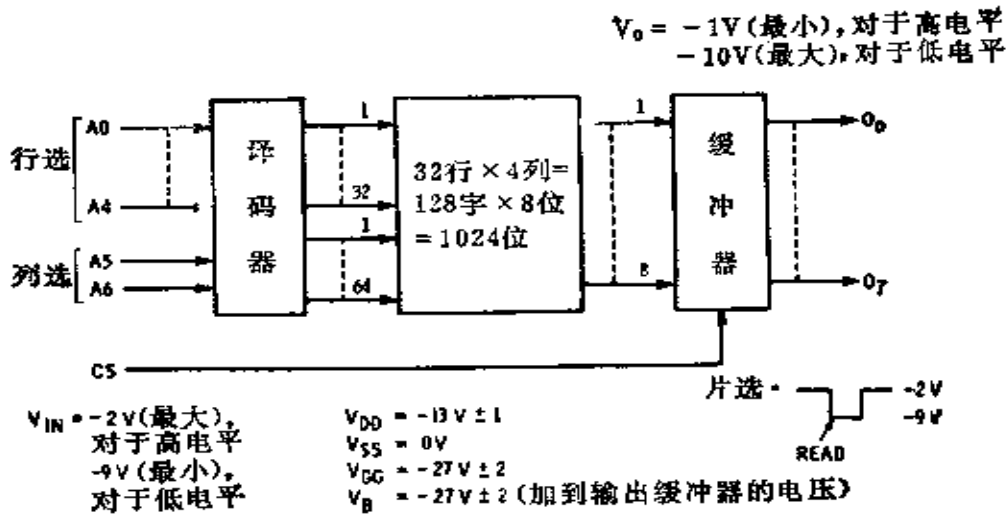 V₀ = －1V(最小)，对于高电平
－10V(最大)，对于低电平
行选
A0
A4
列选
A5
A6
译码器
1
32
1
64
32行×4列=
128字×8位
=1024位
1
8
缓冲器
O₀
O₇
CS
片选
-2V
-9V
READ
V_IN = -2V(最大)，
对于高电平
-9V(最小)，
对于低电平
V_DD = -13V ± 1
V_SS = 0V
V_GG = -27V ± 2
V_B = -27V ± 2 (加到输出缓冲器的电压)